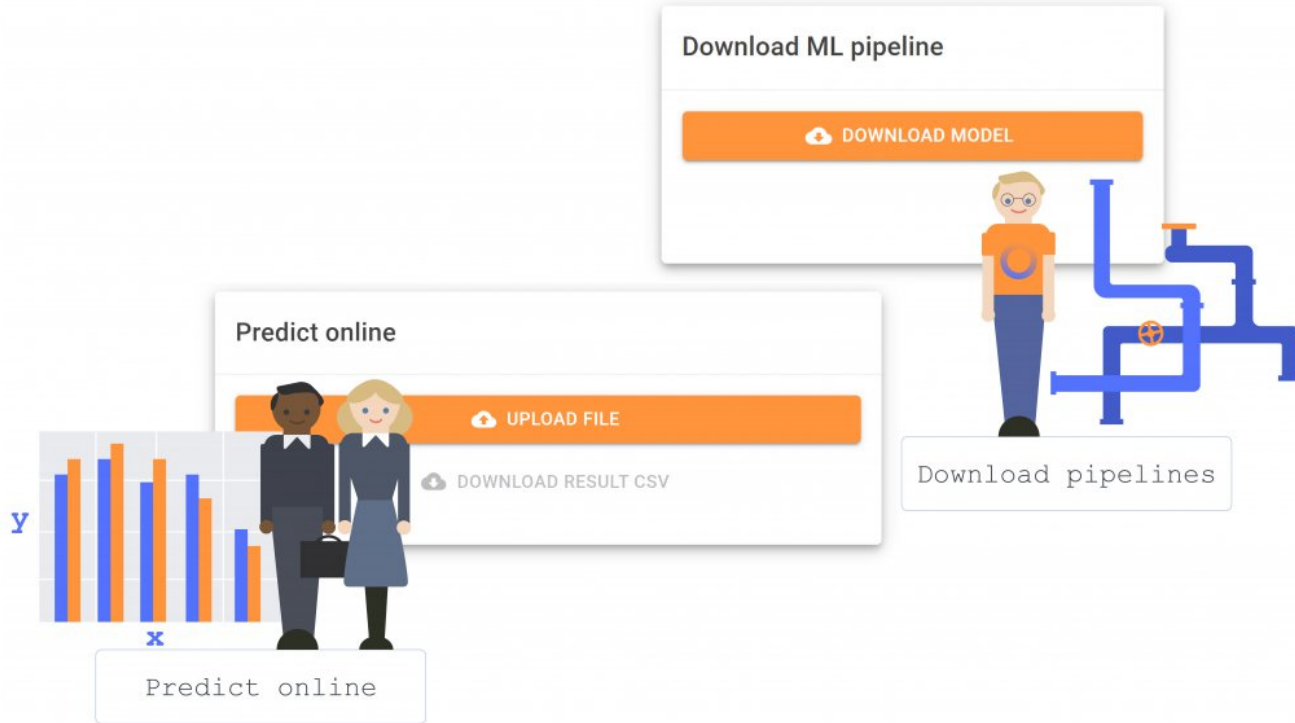 Download ML pipeline
DOWNLOAD MODEL
Download pipelines
Predict online
UPLOAD FILE
DOWNLOAD RESULT CSV
y
x
Predict online